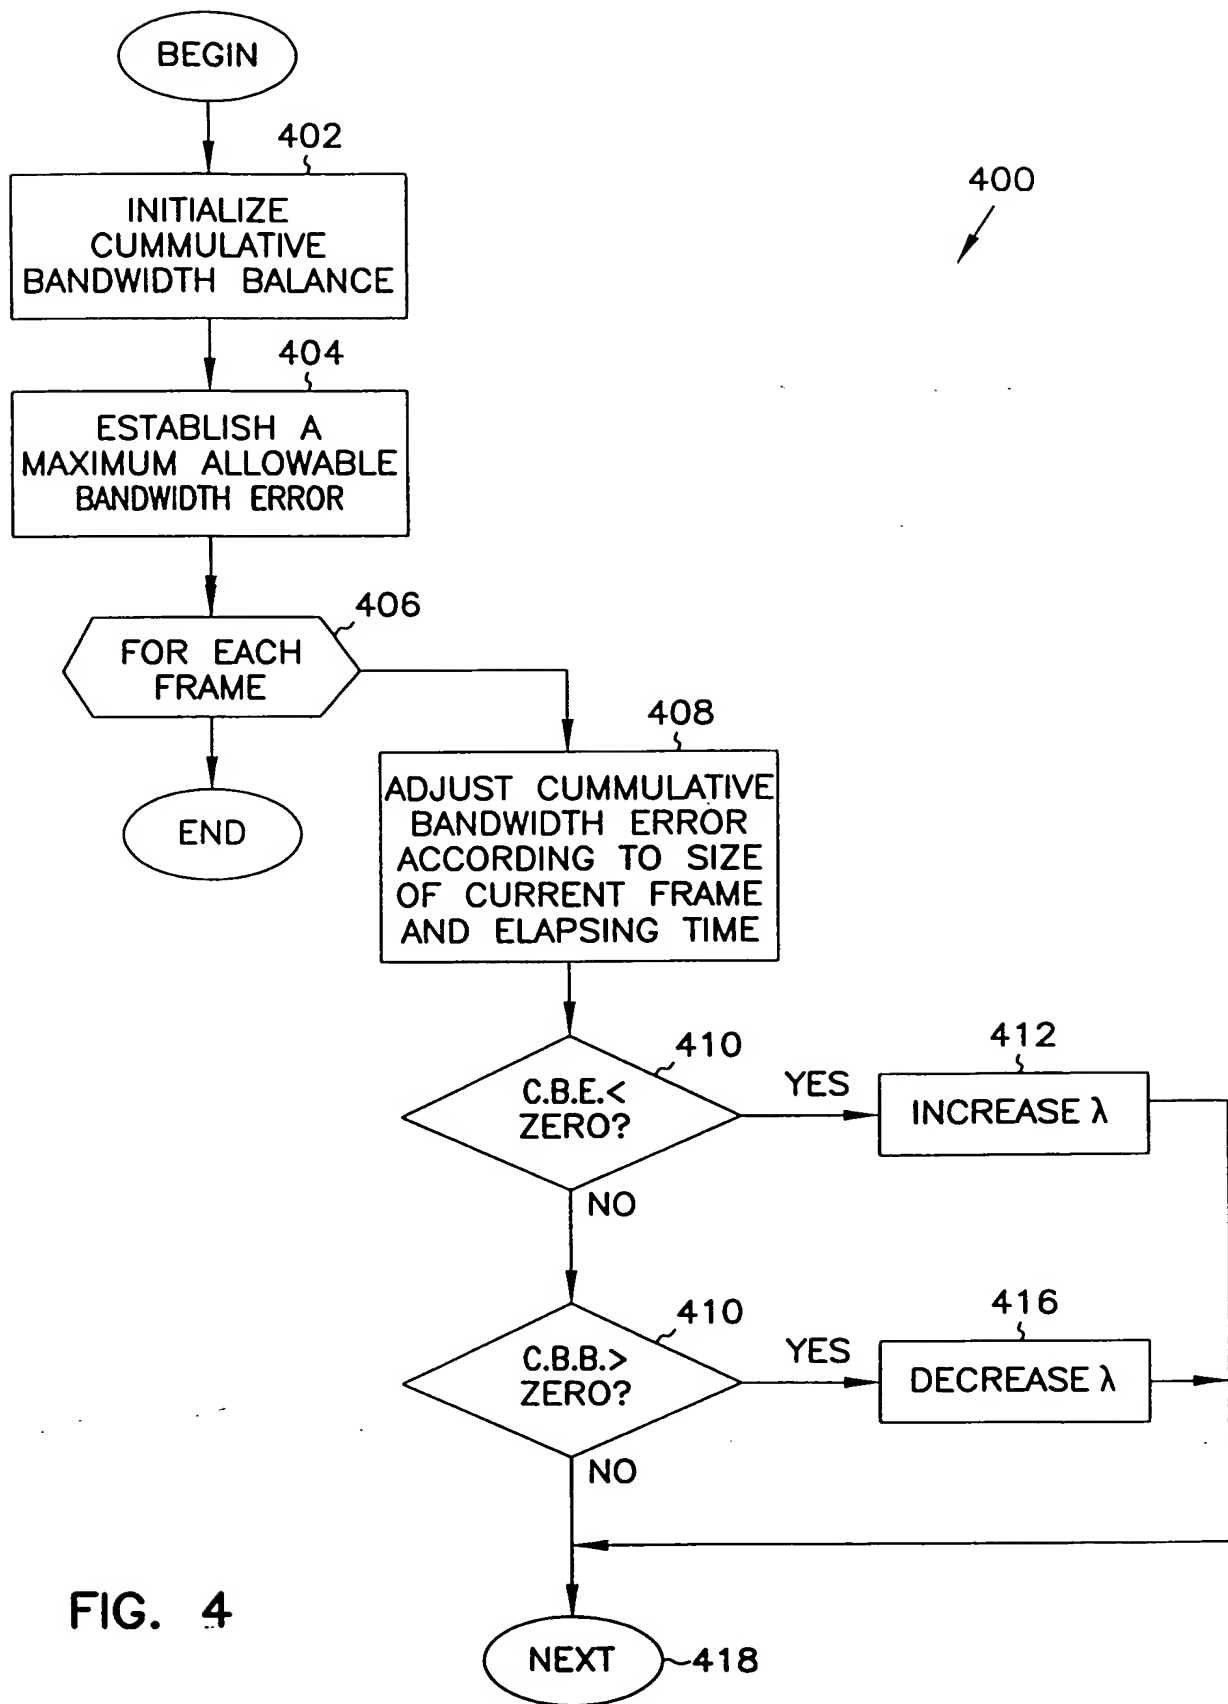 BEGIN
402
INITIALIZE
CUMMULATIVE
BANDWIDTH BALANCE
400
404
ESTABLISH A
MAXIMUM ALLOWABLE
BANDWIDTH ERROR
406
FOR EACH
FRAME
END
408
ADJUST CUMMULATIVE
BANDWIDTH ERROR
ACCORDING TO SIZE
OF CURRENT FRAME
AND ELAPSING TIME
410
C.B.E.<
ZERO?
YES
412
INCREASE λ
NO
410
C.B.B.>
ZERO?
YES
416
DECREASE λ
NO
FIG. 4
NEXT
418